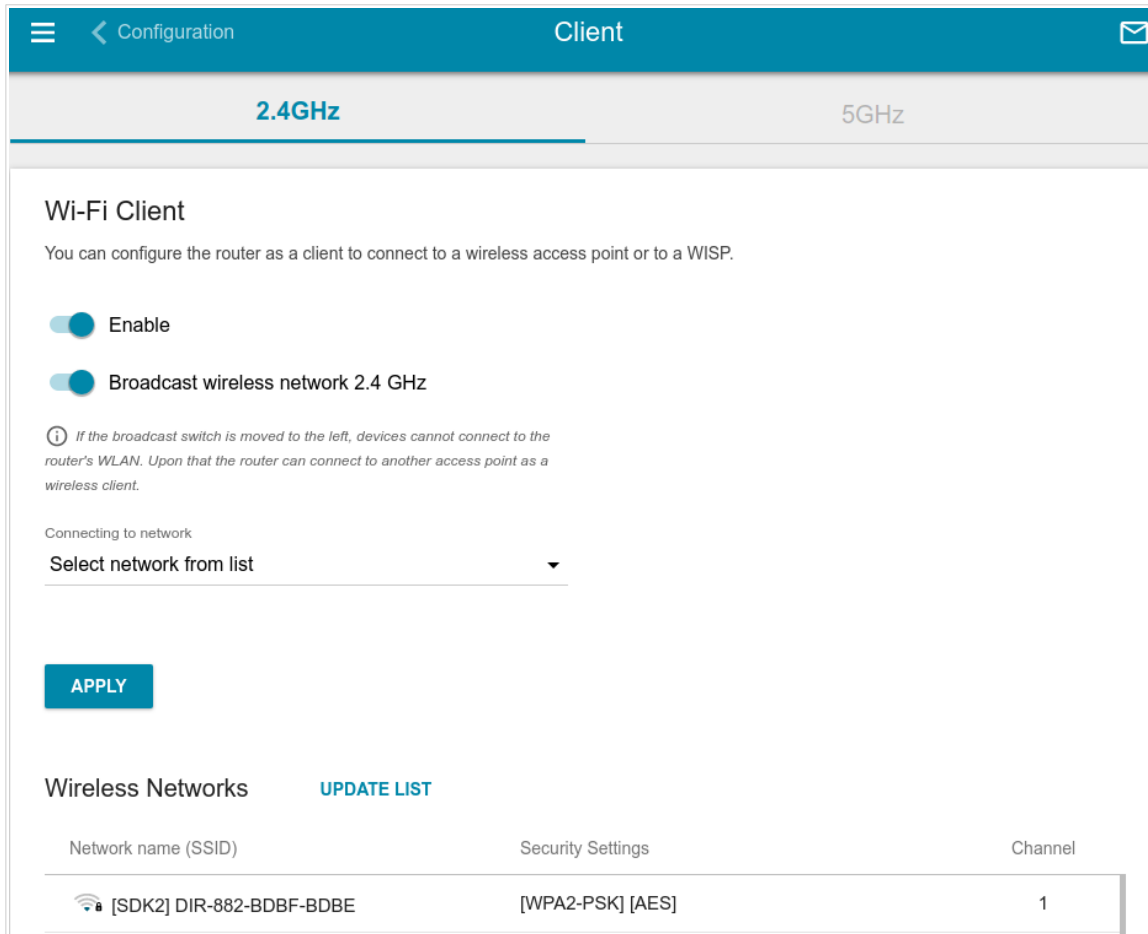 Configuration
Client
2.4GHz
5GHz
Wi-Fi Client
You can configure the router as a client to connect to a wireless access point or to a WISP.
Enable
Broadcast wireless network 2.4 GHz
If the broadcast switch is moved to the left, devices cannot connect to the
router's WLAN. Upon that the router can connect to another access point as a
wireless client.
Connecting to network
Select network from list
APPLY
Wireless Networks UPDATE LIST
Network name (SSID) Security Settings Channel
[SDK2] DIR-882-BDBF-BDBE [WPA2-PSK] [AES] 1